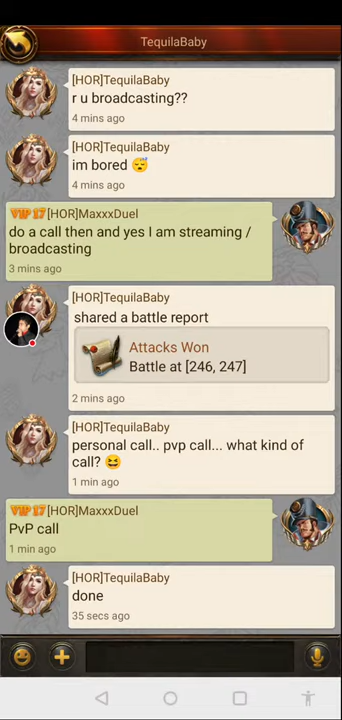 TequilaBaby
[HOR]TequilaBaby
r u broadcasting??
4 mins ago
[HOR]TequilaBaby
im bored 😴
4 mins ago
VIP 17 [HOR]MaxxxDuel
do a call then and yes I am streaming /
broadcasting
3 mins ago
[HOR]TequilaBaby
shared a battle report
Attacks Won
Battle at [246, 247]
2 mins ago
[HOR]TequilaBaby
personal call.. pvp call... what kind of
call? 😆
1 min ago
VIP 17 [HOR]MaxxxDuel
PvP call
1 min ago
[HOR]TequilaBaby
done
35 secs ago